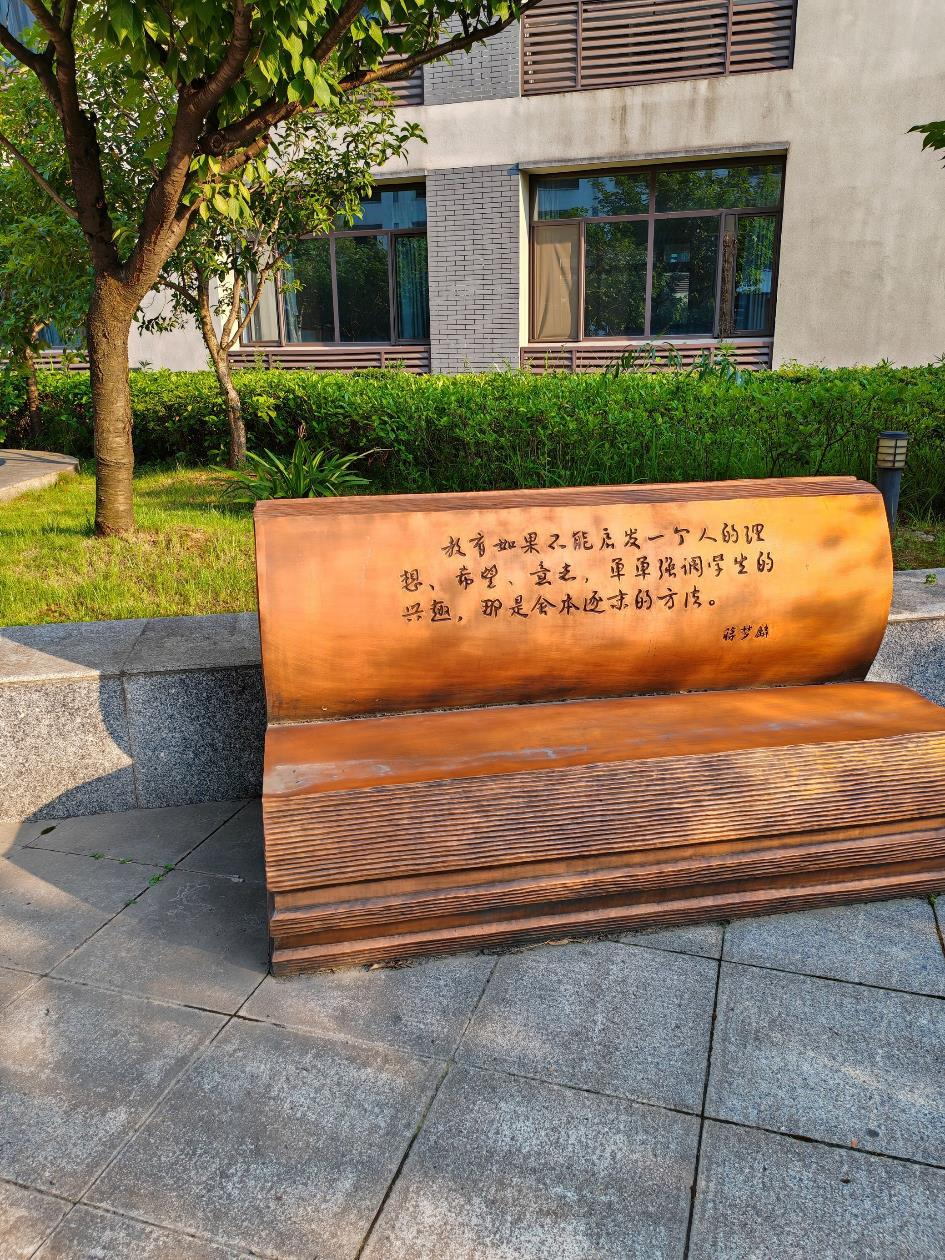 教育如果不能启发一个人的理
想、希望、意志，单单强调学生的
兴趣，那是舍本逐末的方法。
蒋梦麟